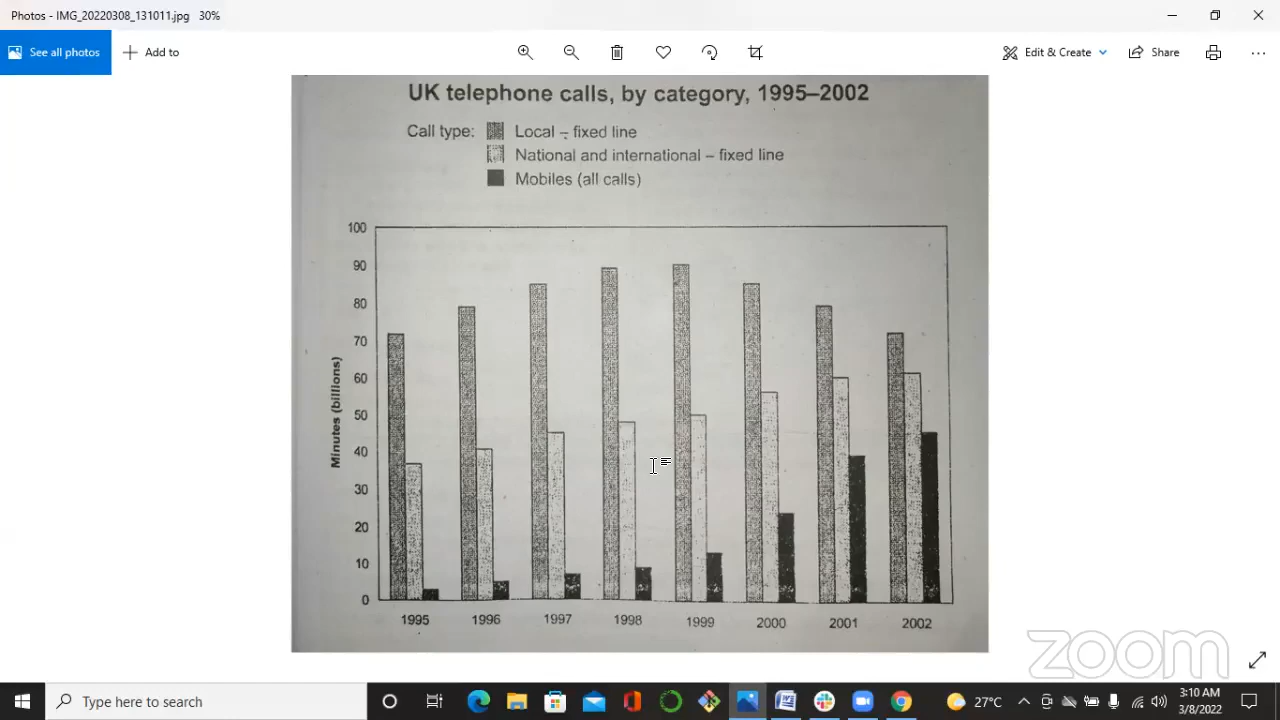 Photos - IMG_20220308_131011.jpg 30%
See all photos
Add to
Edit & Create
Share
UK telephone calls, by category, 1995–2002
Call type: Local – fixed line
National and international – fixed line
Mobiles (all calls)
Minutes (billions)
100
90
80
70
60
50
40
30
20
10
0
1995 1996 1997 1998 1999 2000 2001 2002
zoom
Type here to search
27°C
3:10 AM
3/8/2022